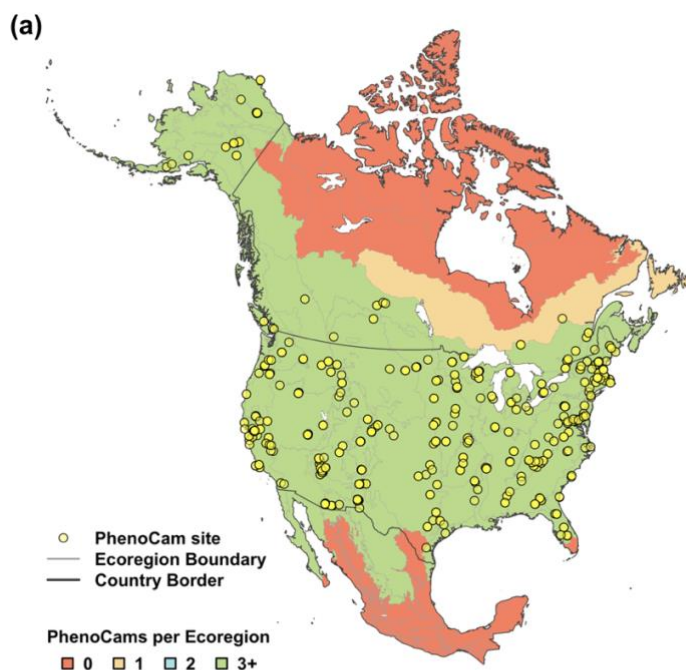 (a)
PhenoCam site
Ecoregion Boundary
Country Border
PhenoCams per Ecoregion
0 1 2 3+